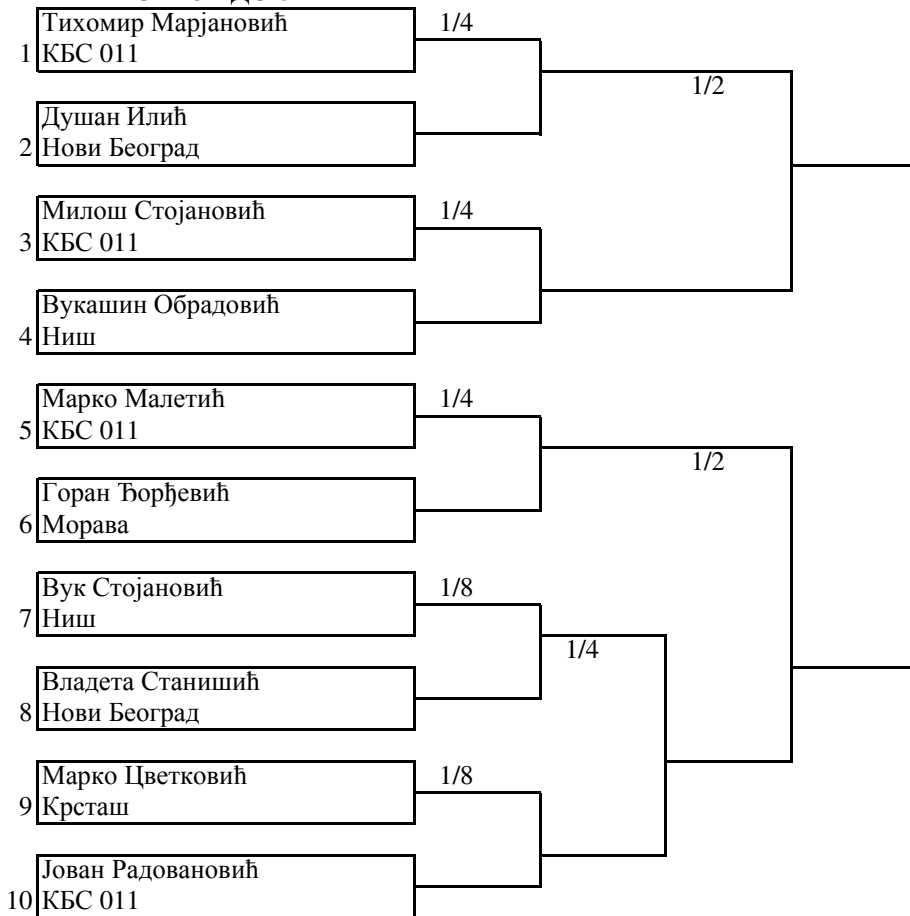 Тихомир Марјановић 1/4
1 КБС 011
1/2
Душан Илић
2 Нови Београд
Милош Стојановић 1/4
3 КБС 011
Вукашин Обрадовић
4 Ниш
Марко Малетић 1/4
5 КБС 011
1/2
Горан Ђорђевић
6 Морава
Вук Стојановић 1/8
7 Ниш
1/4
Владета Станишић
8 Нови Београд
Марко Цветковић 1/8
9 Крсташ
Јован Радовановић
10 КБС 011